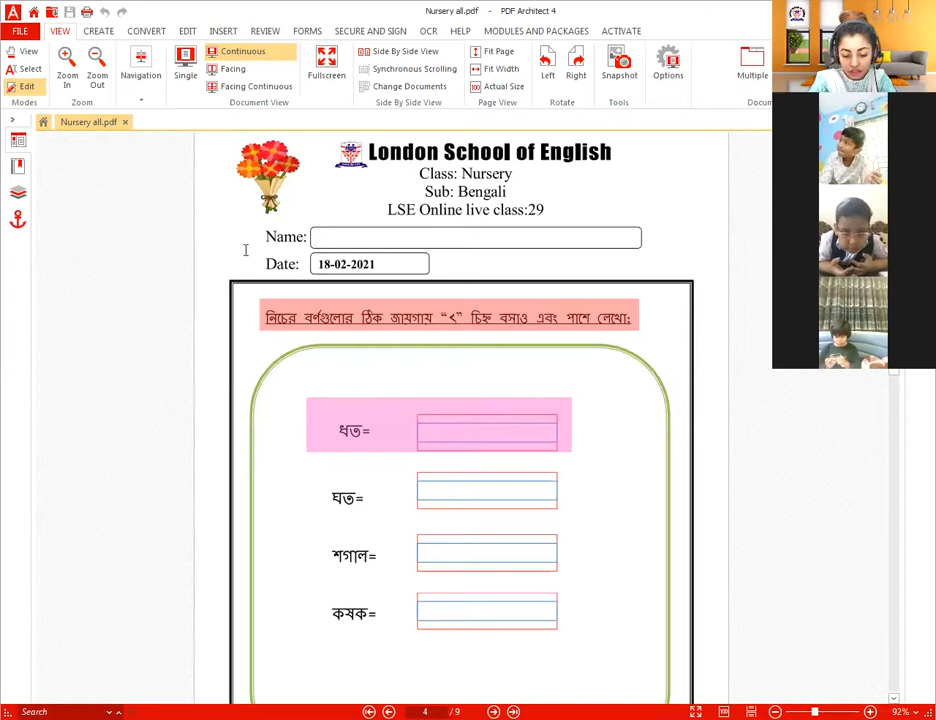 Nursery all.pdf - PDF Architect 4
FILE VIEW CREATE CONVERT EDIT INSERT REVIEW FORMS SECURE AND SIGN OCR HELP MODULES AND PACKAGES ACTIVATE
View
Select
Edit
Modes
Zoom In
Zoom Out
Zoom
Navigation
Single
Continuous
Facing
Facing Continuous
Document View
Fullscreen
Side By Side View
Synchronous Scrolling
Change Documents
Side By Side View
Fit Page
Fit Width
Actual Size
Page View
Left
Right
Rotate
Snapshot
Tools
Options
Multiple
Docum
Nursery all.pdf
London School of English
Class: Nursery
Sub: Bengali
LSE Online live class:29
Name:
Date: 18-02-2021
নিচের বর্ণগুলোর ঠিক জায়গায় “ৃ” চিহ্ন বসাও এবং পাশে লেখো:
ধত=
ঘত=
শগাল=
কষক=
Search
4 / 9
92%